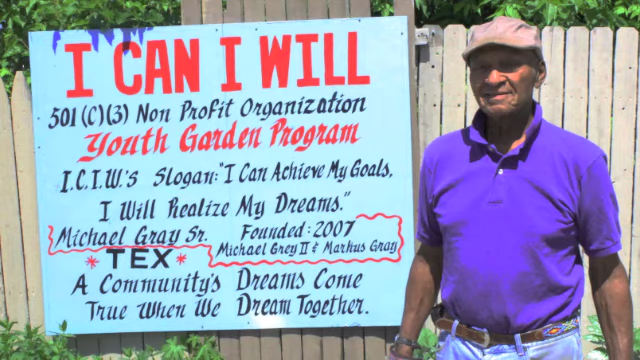 I CAN I WILL
501(C)(3) Non Profit Organization
Youth Garden Program
I.C.I.W.'s Slogan: "I Can Achieve My Goals,
I Will Realize My Dreams."
Michael Gray Sr.
*TEX*
Founded: 2007
Michael Grey II & Markus Gray
A Community's Dreams Come
True When We Dream Together.